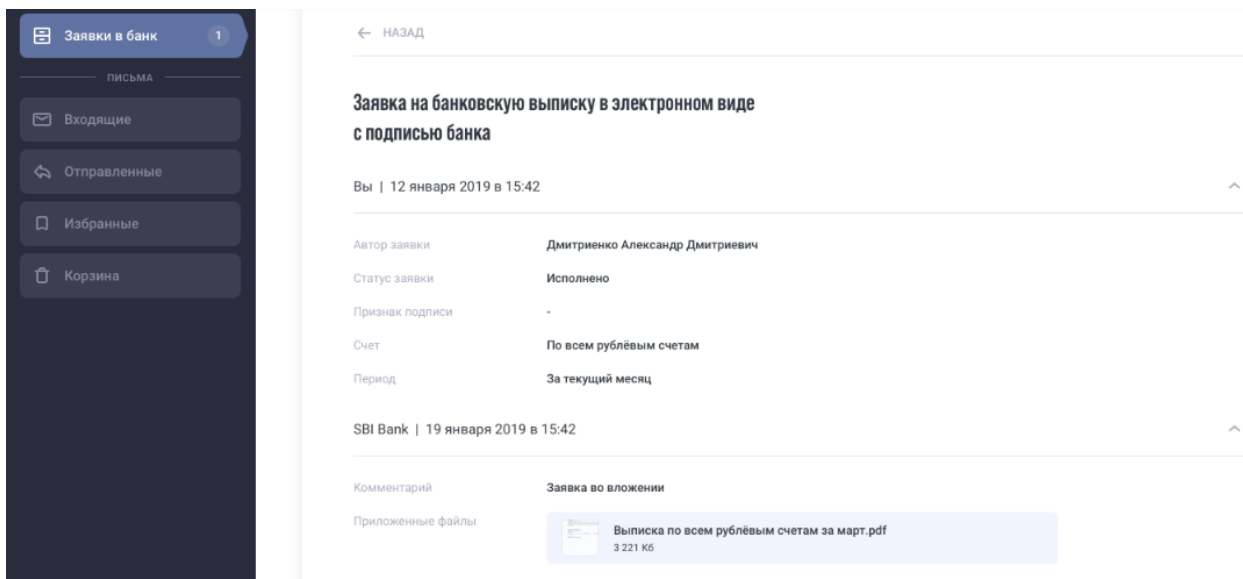 Заявки в банк 1
ПИСЬМА
Входящие
Отправленные
Избранные
Корзина
НАЗАД
Заявка на банковскую выписку в электронном виде
с подписью банка
Вы | 12 января 2019 в 15:42
Автор заявки Дмитриенко Александр Дмитриевич
Статус заявки Исполнено
Признак подписи -
Счет По всем рублёвым счетам
Период За текущий месяц
SBI Bank | 19 января 2019 в 15:42
Комментарий Заявка во вложении
Приложенные файлы
Выписка по всем рублёвым счетам за март.pdf
3 221 Кб